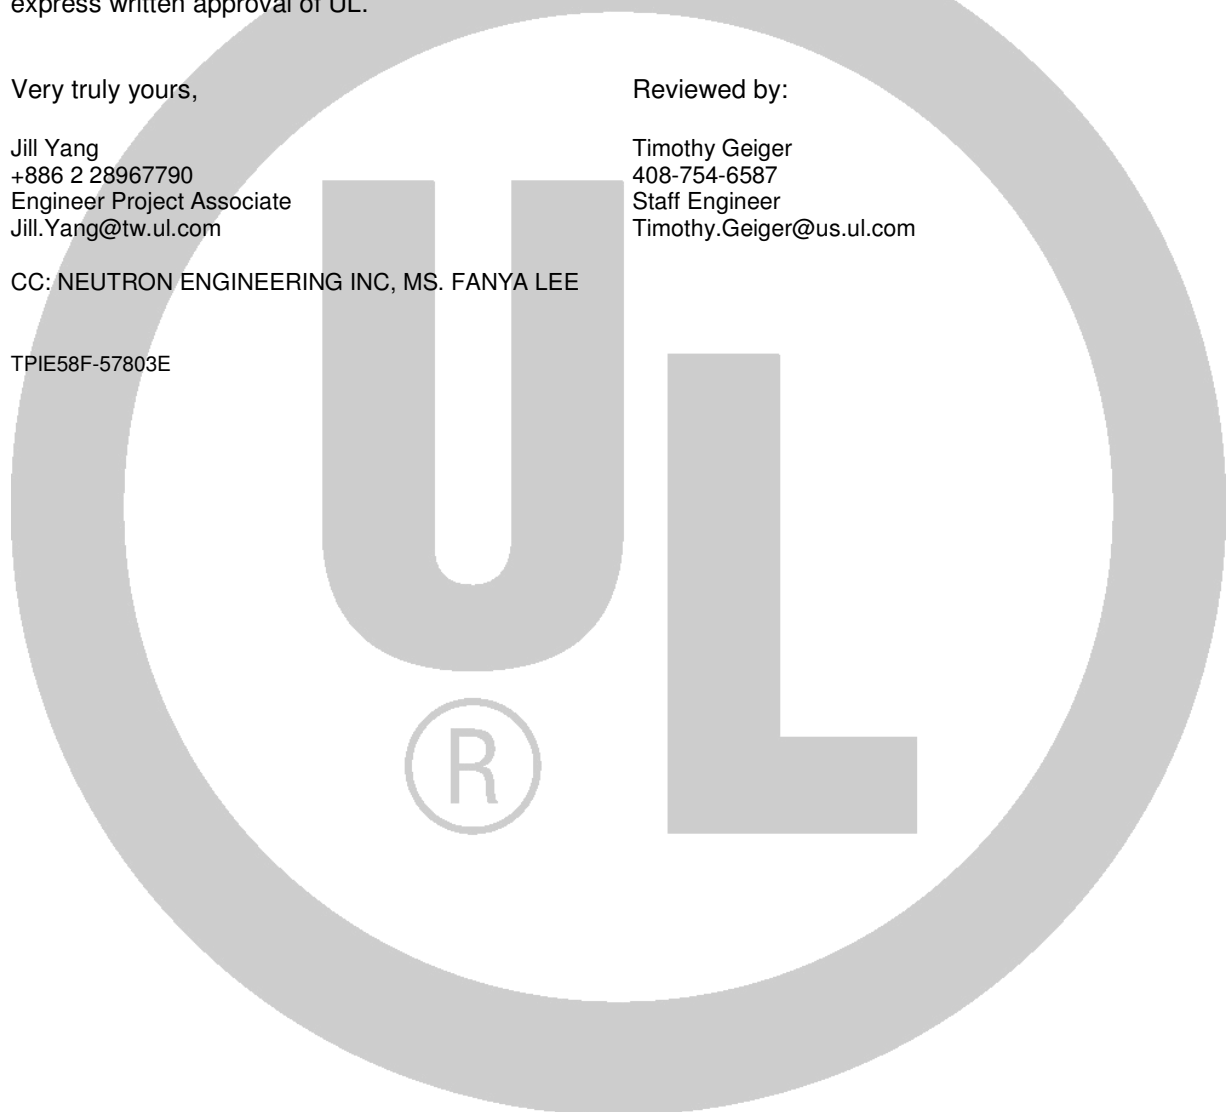 express written approval of UL.
Very truly yours,
Reviewed by:
Jill Yang
+886 2 28967790
Engineer Project Associate
Jill.Yang@tw.ul.com
Timothy Geiger
408-754-6587
Staff Engineer
Timothy.Geiger@us.ul.com
CC: NEUTRON ENGINEERING INC, MS. FANYA LEE
TPIE58F-57803E
UL
®